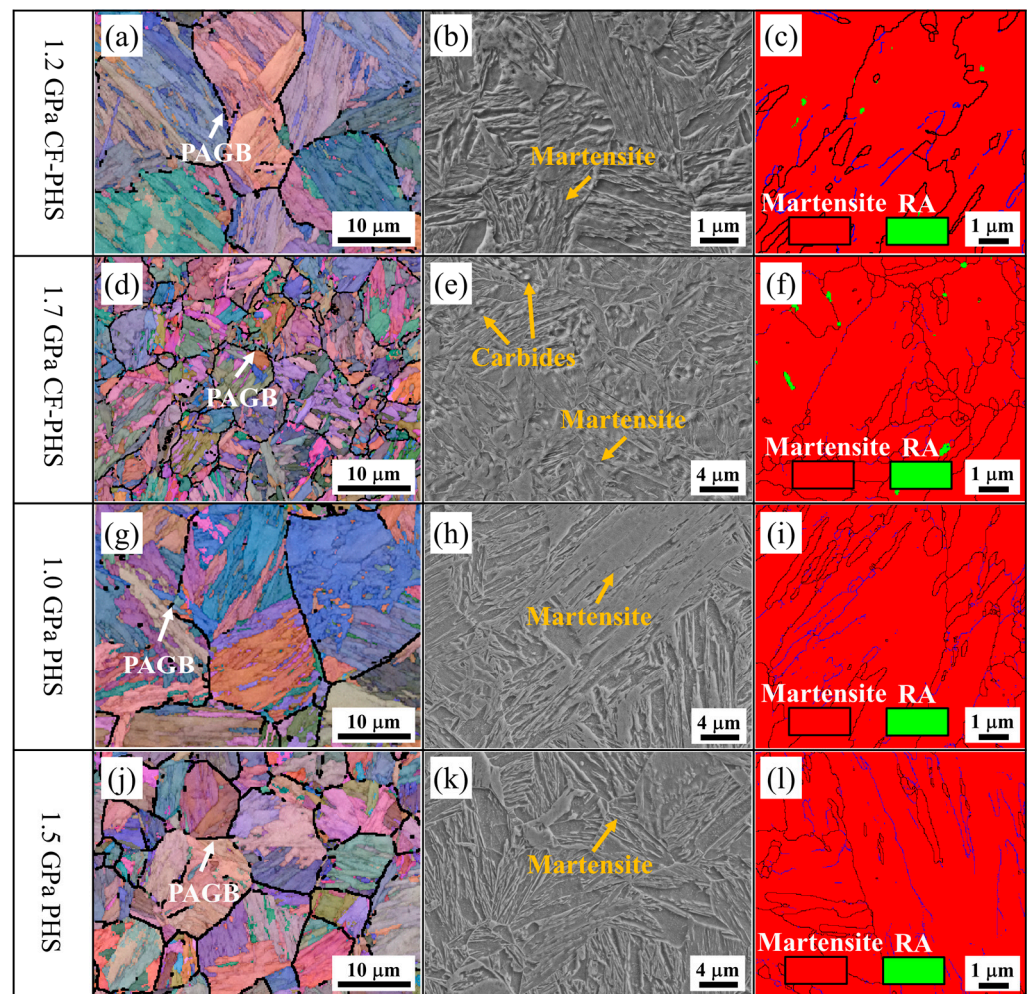 1.2 GPa CF-PHS
(a)
PAGB
10 μm
(b)
Martensite
1 μm
(c)
Martensite RA
1 μm
1.7 GPa CF-PHS
(d)
PAGB
10 μm
(e)
Carbides
Martensite
4 μm
(f)
Martensite RA
1 μm
1.0 GPa PHS
(g)
PAGB
10 μm
(h)
Martensite
4 μm
(i)
Martensite RA
1 μm
1.5 GPa PHS
(j)
PAGB
10 μm
(k)
Martensite
4 μm
(l)
Martensite RA
1 μm